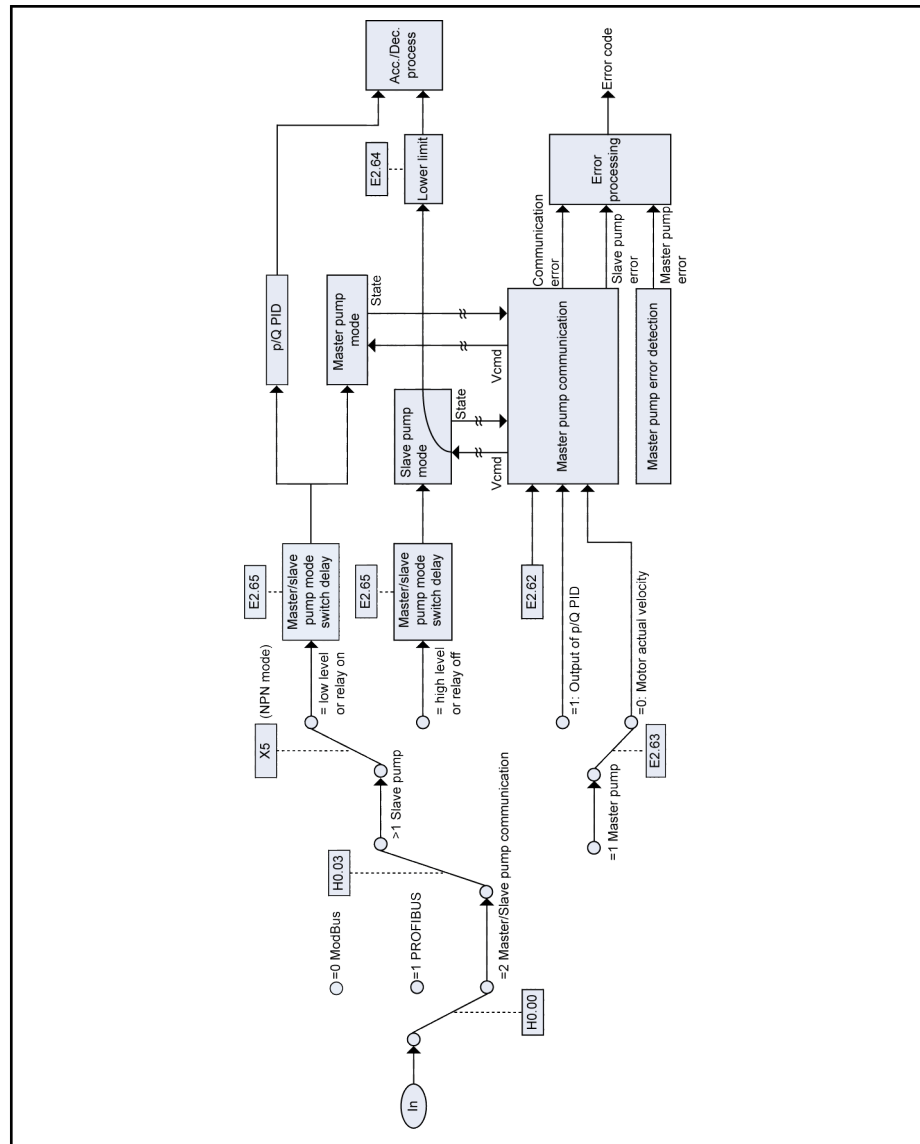 In
H0.00
=0 ModBus
=1 PROFIBUS
=2 Master/Slave pump communication
H0.03
>1 Slave pump
=1 Master pump
X5
(NPN mode)
= low level
or relay on
= high level
or relay off
E2.63
=1: Output of p/Q PID
=0: Motor actual velocity
E2.65
Master/slave
pump mode
switch delay
E2.65
Master/slave
pump mode
switch delay
E2.62
p/Q PID
Master pump
mode
State
Vcmd
Slave pump
mode
State
Vcmd
Master pump communication
Master pump error detection
E2.64
Lower limit
Acc./Dec.
process
Communication
error
Slave pump
error
Master pump
error
Error
processing
Error code